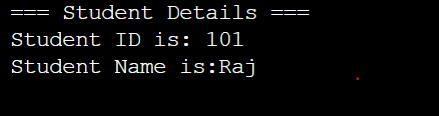 === Student Details ===
Student ID is: 101
Student Name is:Raj